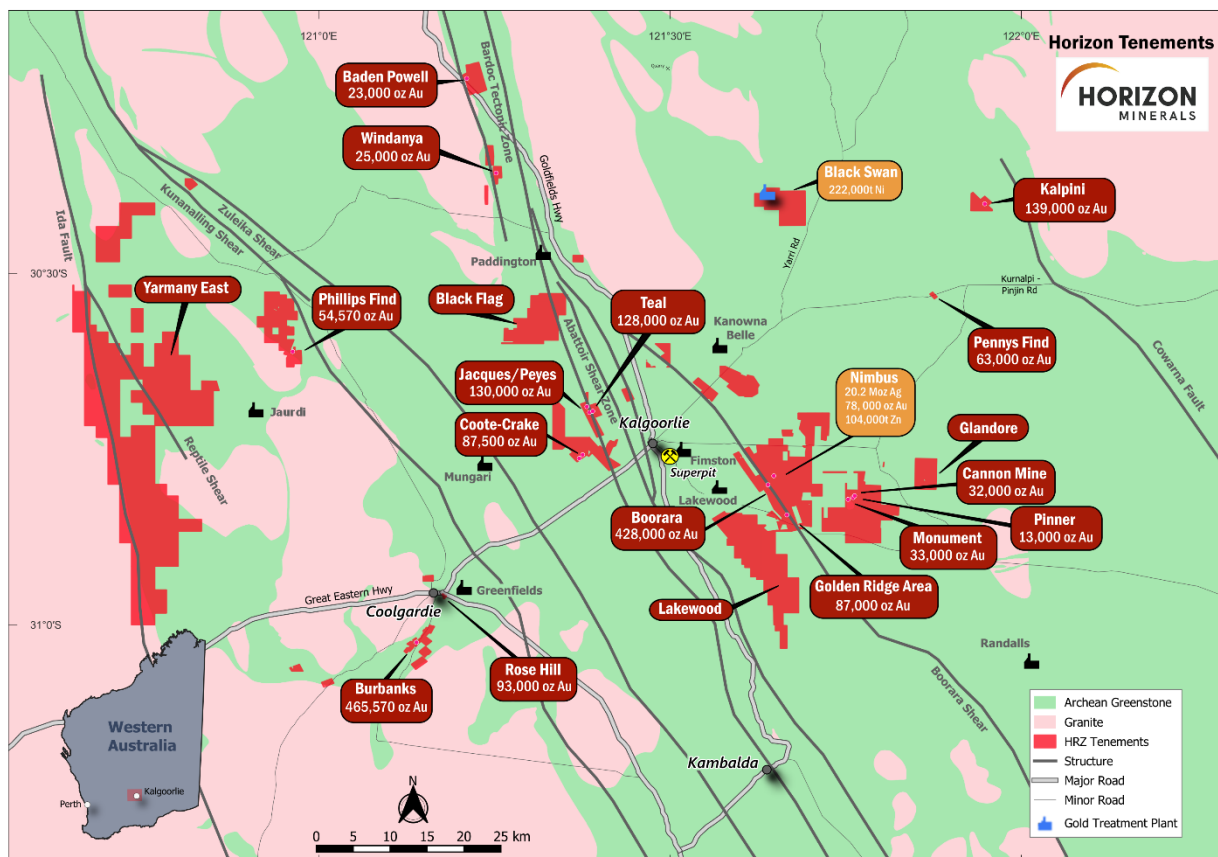 121°0'E
121°30'E
122°0'E
Horizon Tenements
HORIZON
MINERALS
Baden Powell
23,000 oz Au
Bardoc Tectonic Zone
Windanya
25,000 oz Au
Goldfields Hwy
Black Swan
222,000t Ni
Kalpini
139,000 oz Au
Ida Fault
Kunanalling Shear
Zuleika Shear
Yarri Rd
Paddington
30°30'S
Kurnalpi -
Pinjin Rd
Yarmany East
Phillips Find
54,570 oz Au
Black Flag
Teal
128,000 oz Au
Abattoir Shear Zone
Kanowna
Belle
Pennys Find
63,000 oz Au
Cowarna Fault
Jacques/Peyes
130,000 oz Au
Nimbus
20.2 Moz Ag
78, 000 oz Au
104,000t Zn
Jaurdi
Coote-Crake
87,500 oz Au
Kalgoorlie
Glandore
Reptile Shear
Mungari
Fimston
Superpit
Lakewood
Cannon Mine
32,000 oz Au
Boorara
428,000 oz Au
Pinner
13,000 oz Au
Monument
33,000 oz Au
Golden Ridge Area
87,000 oz Au
Lakewood
Great Eastern Hwy
Coolgardie
Greenfields
31°0'S
Randalls
Boorara Shear
Rose Hill
93,000 oz Au
Burbanks
465,570 oz Au
Kambalda
Western
Australia
Perth
Kalgoorlie
N
0 5 10 15 20 25 km
Archean Greenstone
Granite
HRZ Tenements
Structure
Major Road
Minor Road
Gold Treatment Plant